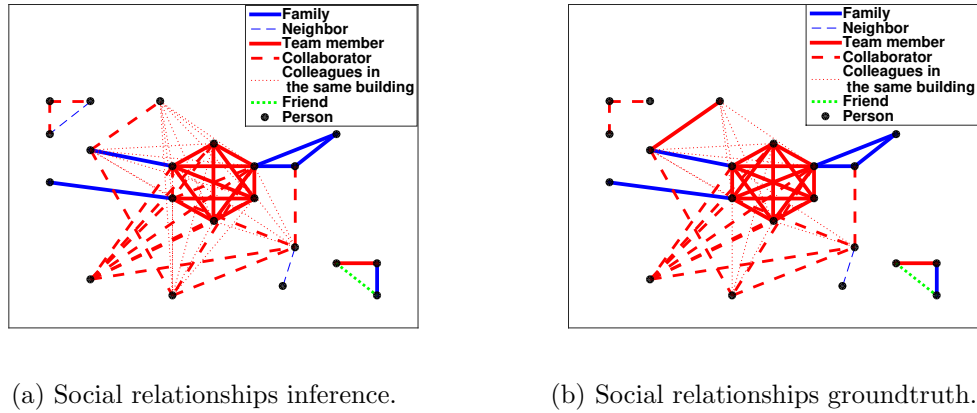 Family
Neighbor
Team member
Collaborator
Colleagues in
the same building
Friend
Person
Family
Neighbor
Team member
Collaborator
Colleagues in
the same building
Friend
Person
(a) Social relationships inference.
(b) Social relationships groundtruth.